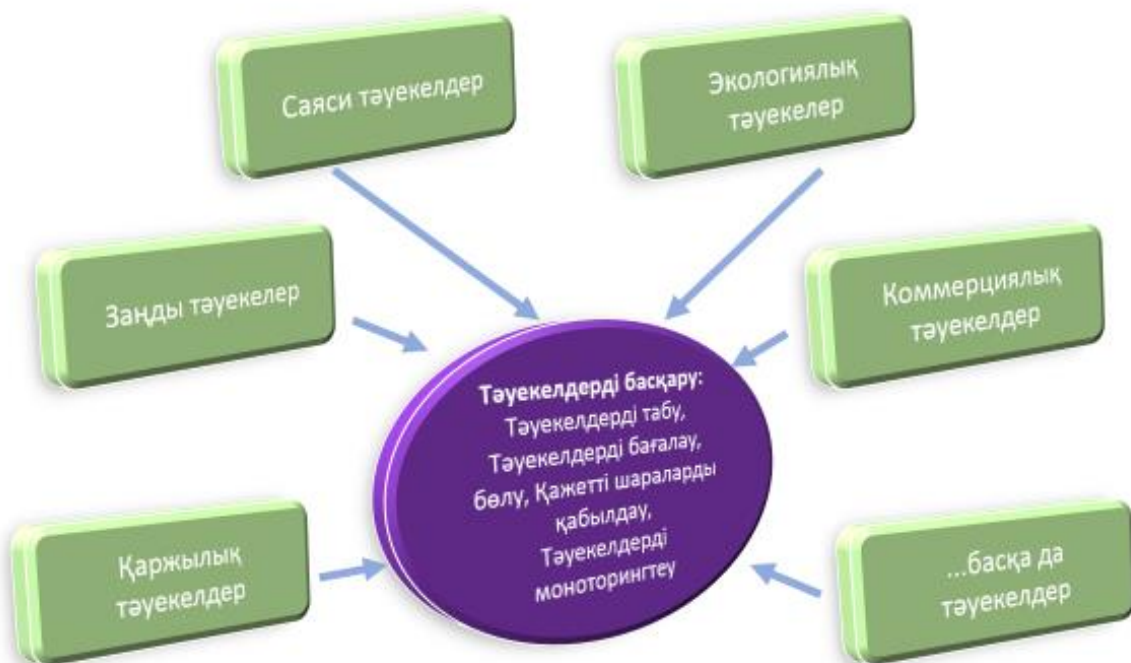 Саяси тәуекелдер
Экологиялық
тәуекелер
Заңды тәуекелер
Коммерциялық
тәуекелдер
Тәуекелдерді басқару:
Тәуекелдерді табу,
Тәуекелдерді бағалау,
бөлу, Қажетті шараларды
қабылдау,
Тәуекелдерді
моноторингтеу
Қаржылық
тәуекелдер
...басқа да
тәуекелдер